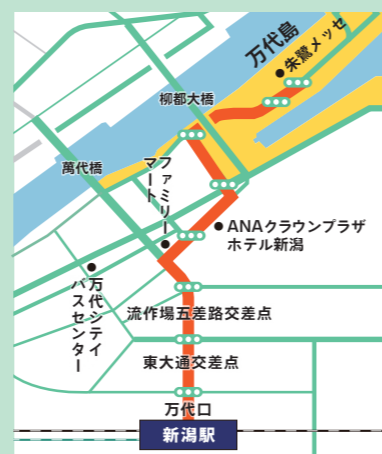 万代島
朱鷺メッセ
柳都大橋
萬代橋
ファミリー
マート
ANAクラウンプラザ
ホテル新潟
万代シテイ
バスセンター
流作場五差路交差点
東大通交差点
万代口
新潟駅